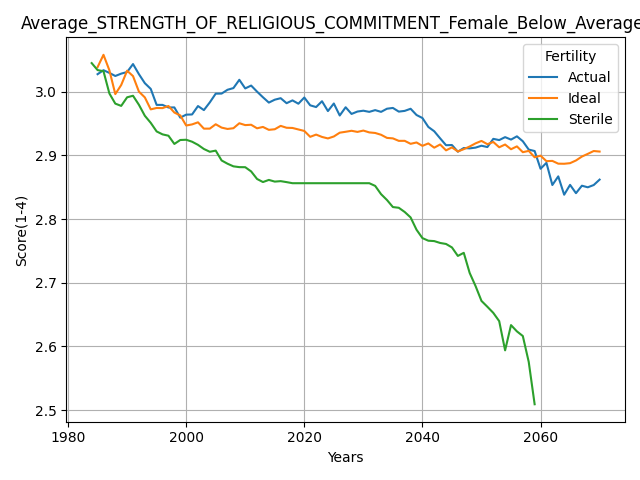 Average_STRENGTH_OF_RELIGIOUS_COMMITMENT_Female_Below_Average
Score(1-4)
3.0
2.9
2.8
2.7
2.6
2.5
Fertility
Actual
Ideal
Sterile
1980
2000
2020
2040
2060
Years